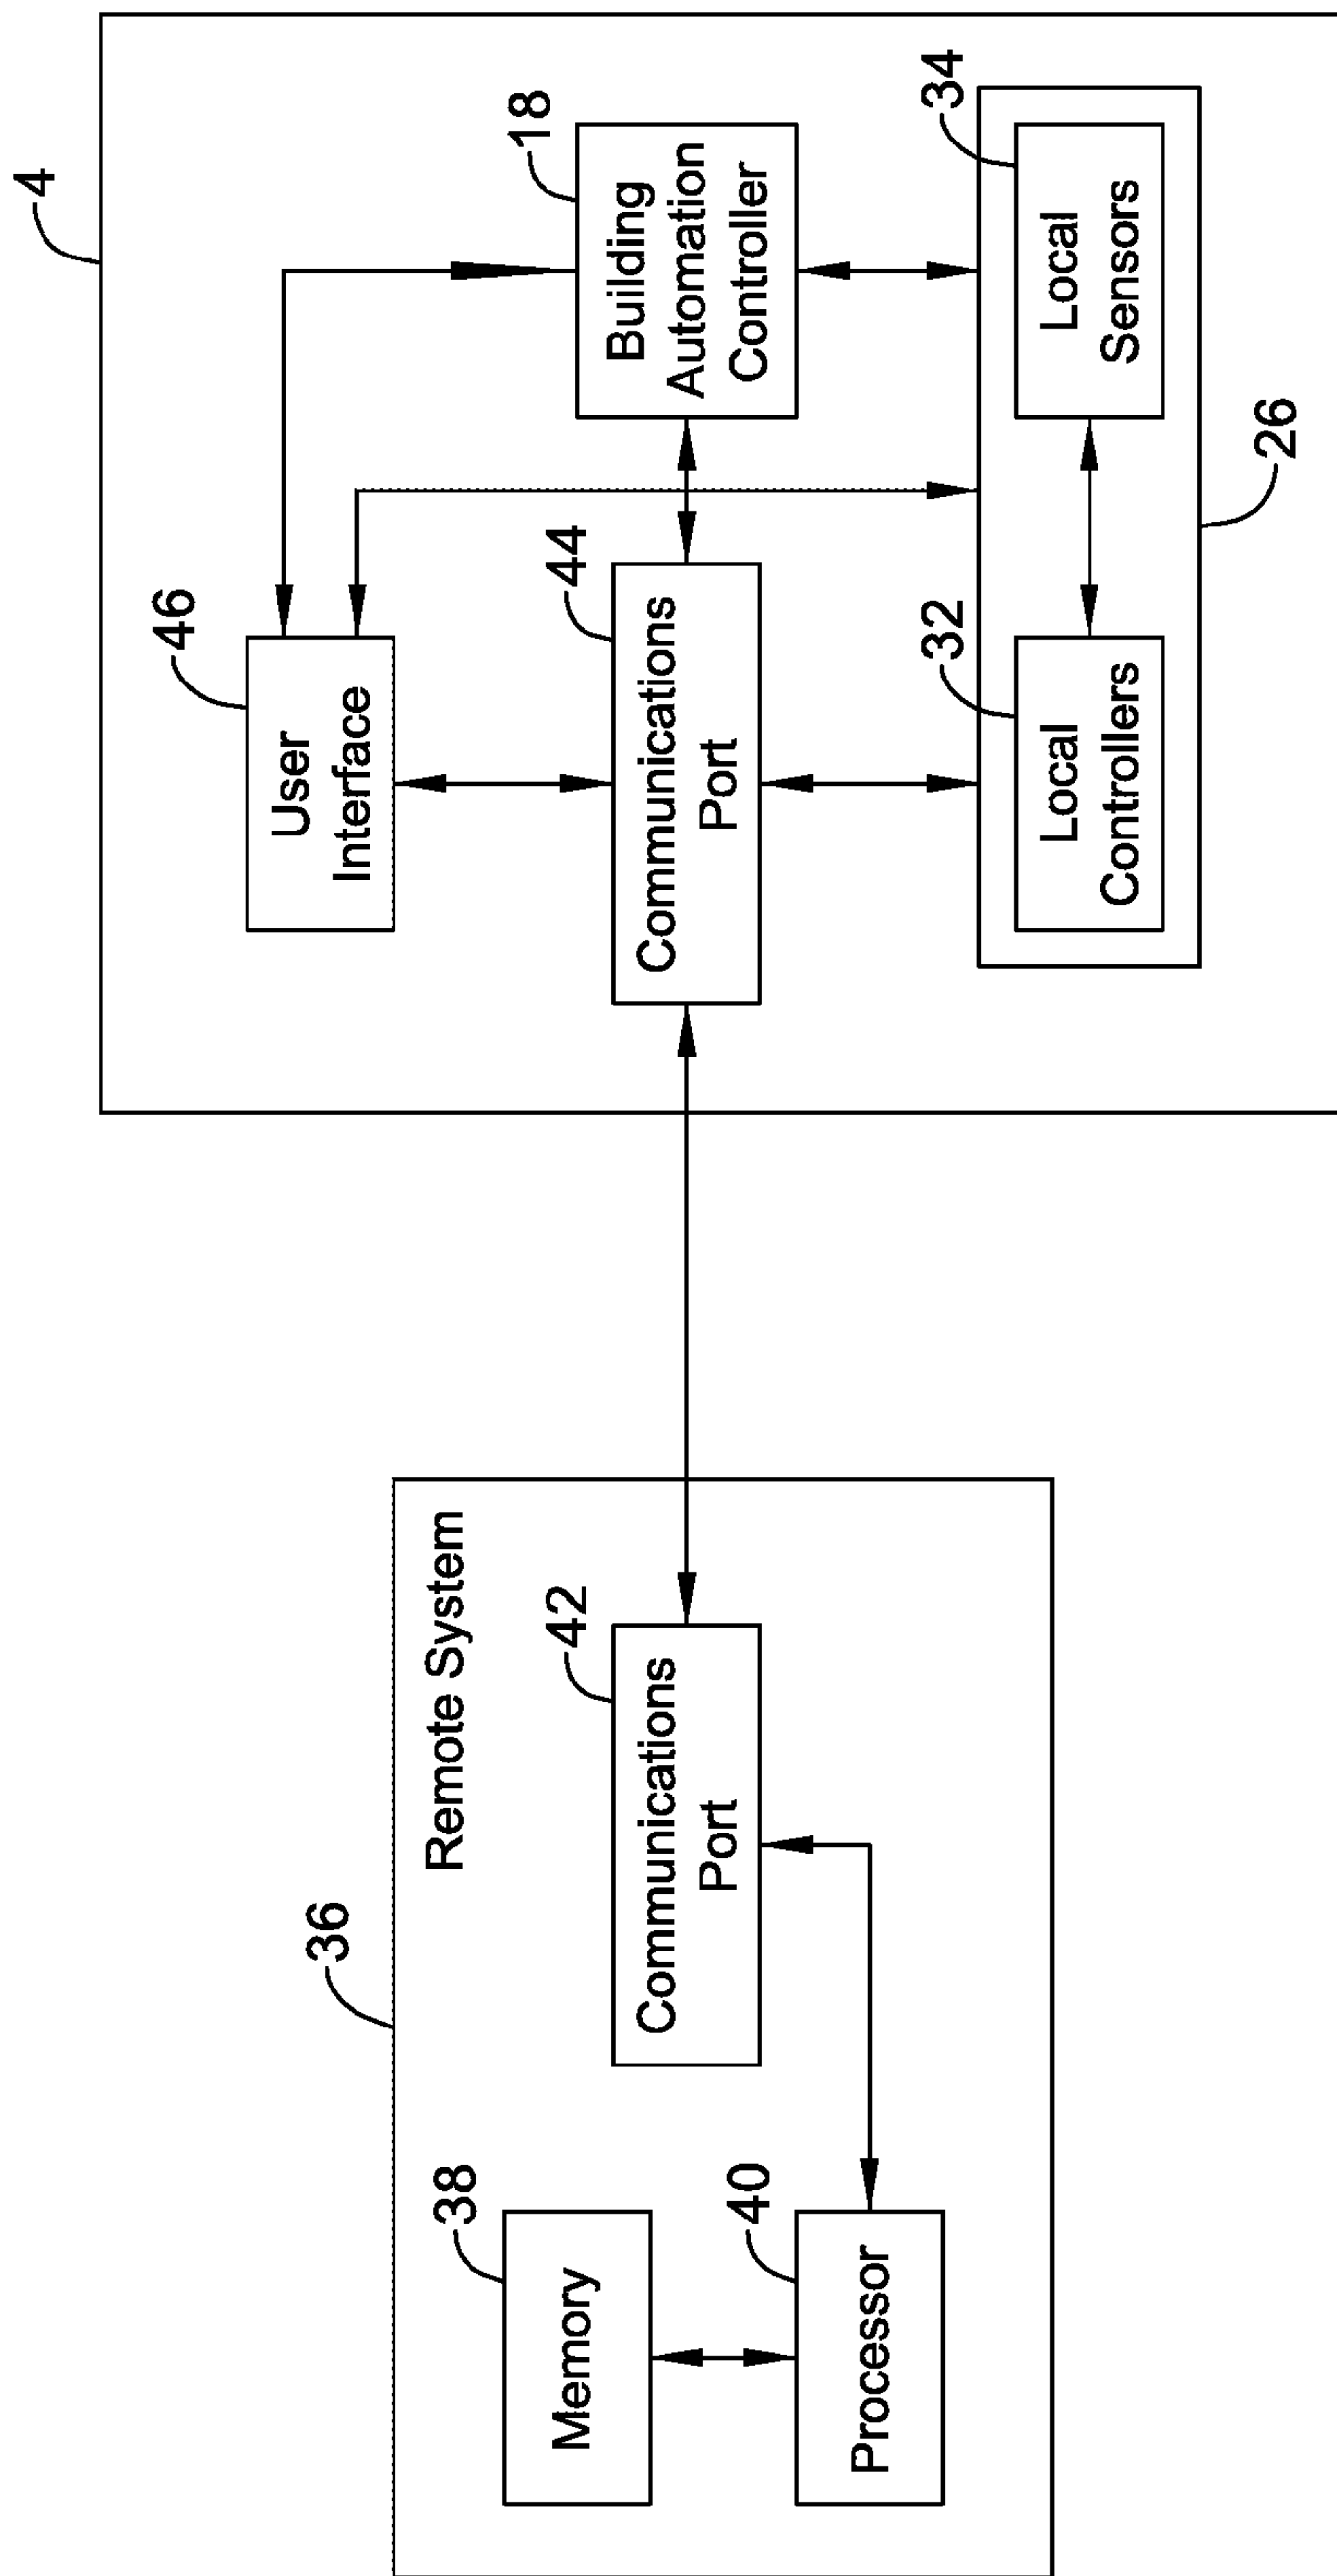 36
Remote System
38
Memory
40
Processor
42
Communications
Port
4
46
User
Interface
44
Communications
Port
18
Building
Automation
Controller
32
Local
Controllers
34
Local
Sensors
26